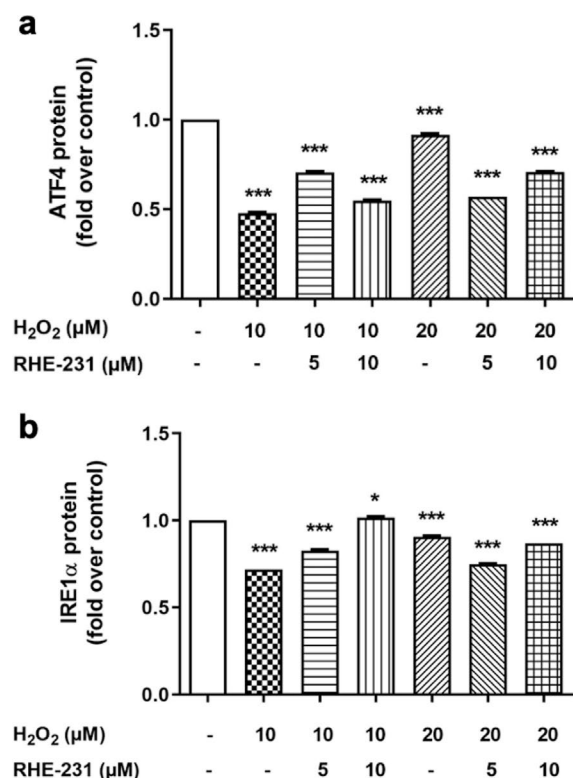 a
ATF4 protein
(fold over control)
1.5
1.0
0.5
0.0
*** *** *** *** *** ***
H₂O₂ (µM) - 10 10 10 20 20 20
RHE-231 (µM) - - 5 10 - 5 10
b
IRE1α protein
(fold over control)
1.5
1.0
0.5
0.0
*** *** * *** *** ***
H₂O₂ (µM) - 10 10 10 20 20 20
RHE-231 (µM) - - 5 10 - 5 10